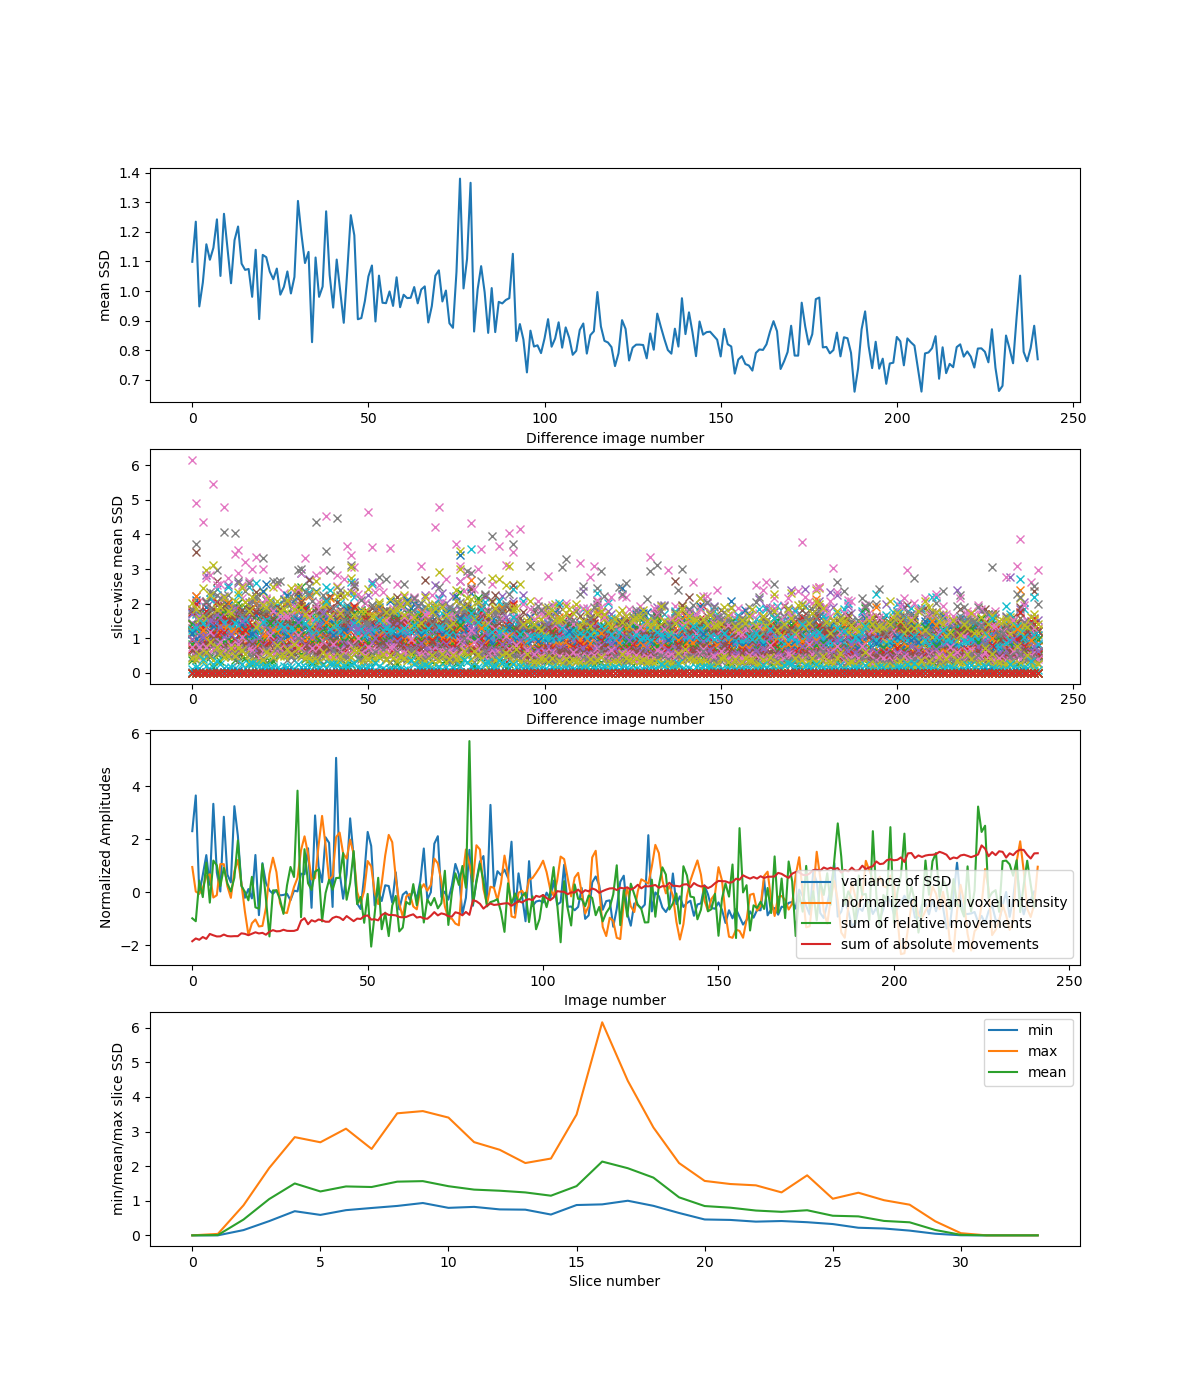 1.4
1.3
1.2
1.1
1.0
0.9
0.8
0.7
mean SSD
0 50 100 150 200 250
Difference image number
6
5
4
3
2
1
0
slice-wise mean SSD
0 50 100 150 200 250
Difference image number
6
4
2
0
−2
Normalized Amplitudes
variance of SSD
normalized mean voxel intensity
sum of relative movements
sum of absolute movements
0 50 100 150 200 250
Image number
6
5
4
3
2
1
0
min/mean/max slice SSD
min
max
mean
0 5 10 15 20 25 30
Slice number